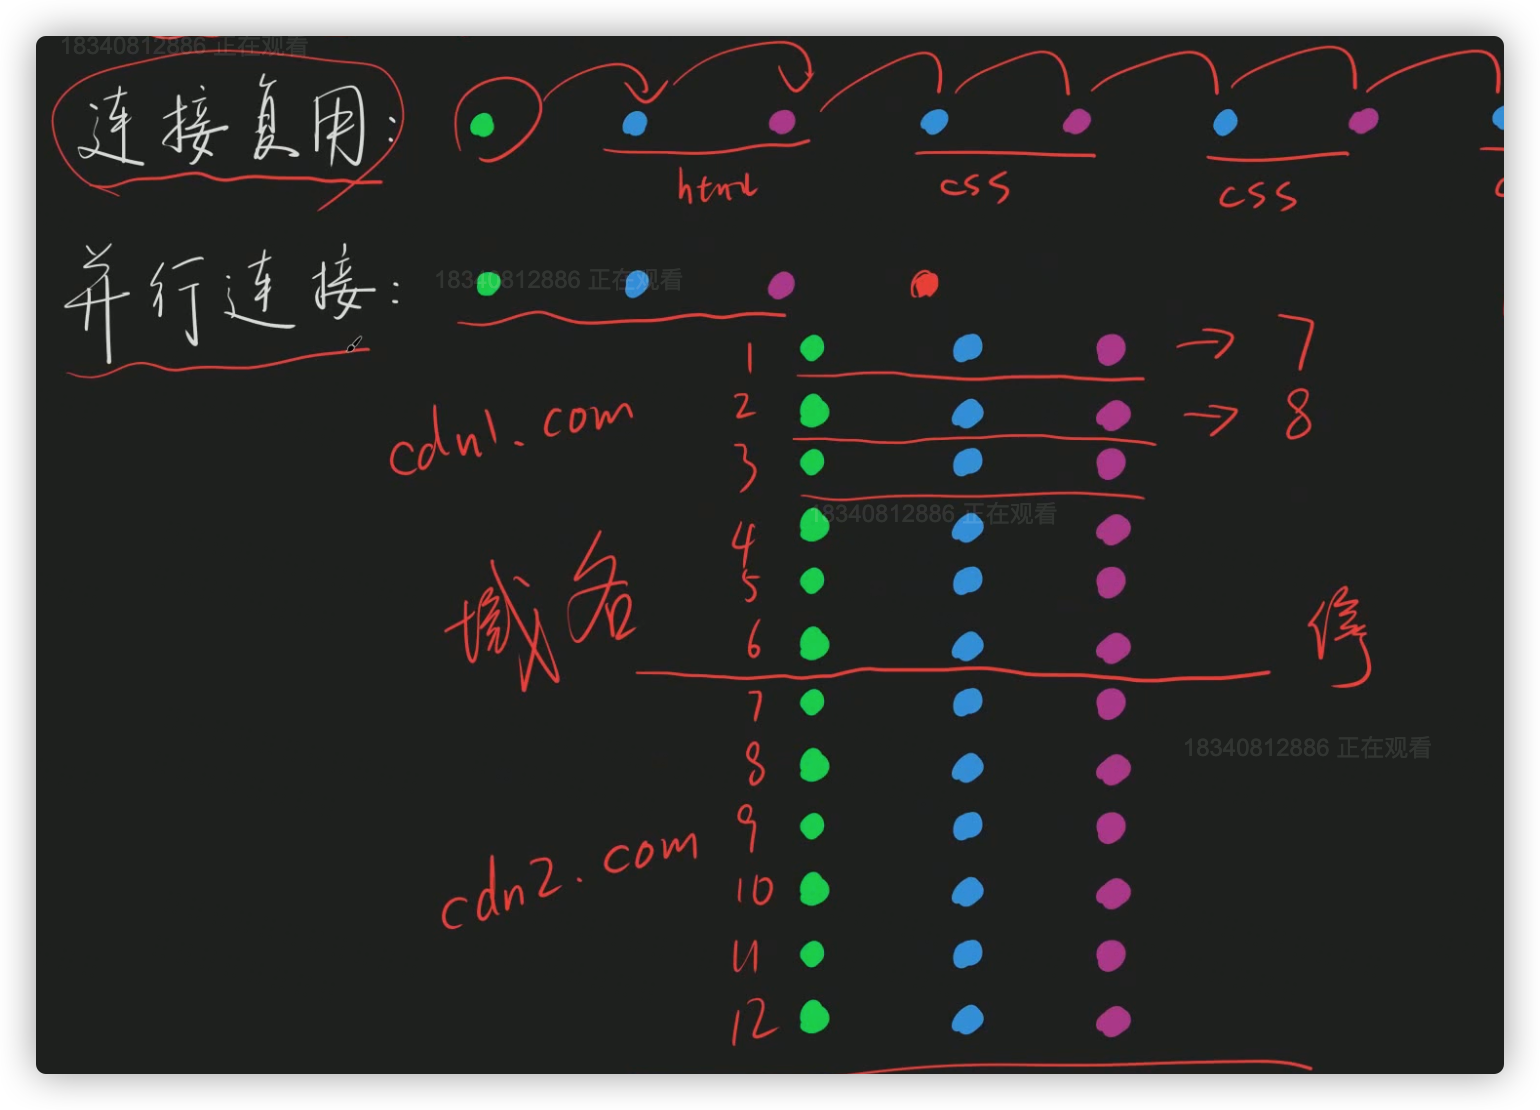 18340812886 正在观看
连接复用:
html
css
css
并行连接:
18340812886 正在观看
1 → 7
2 → 8
cdn1.com
3
18340812886 正在观看
4
域名
5
停
6
7
18340812886 正在观看
8
9
cdn2.com
10
11
12